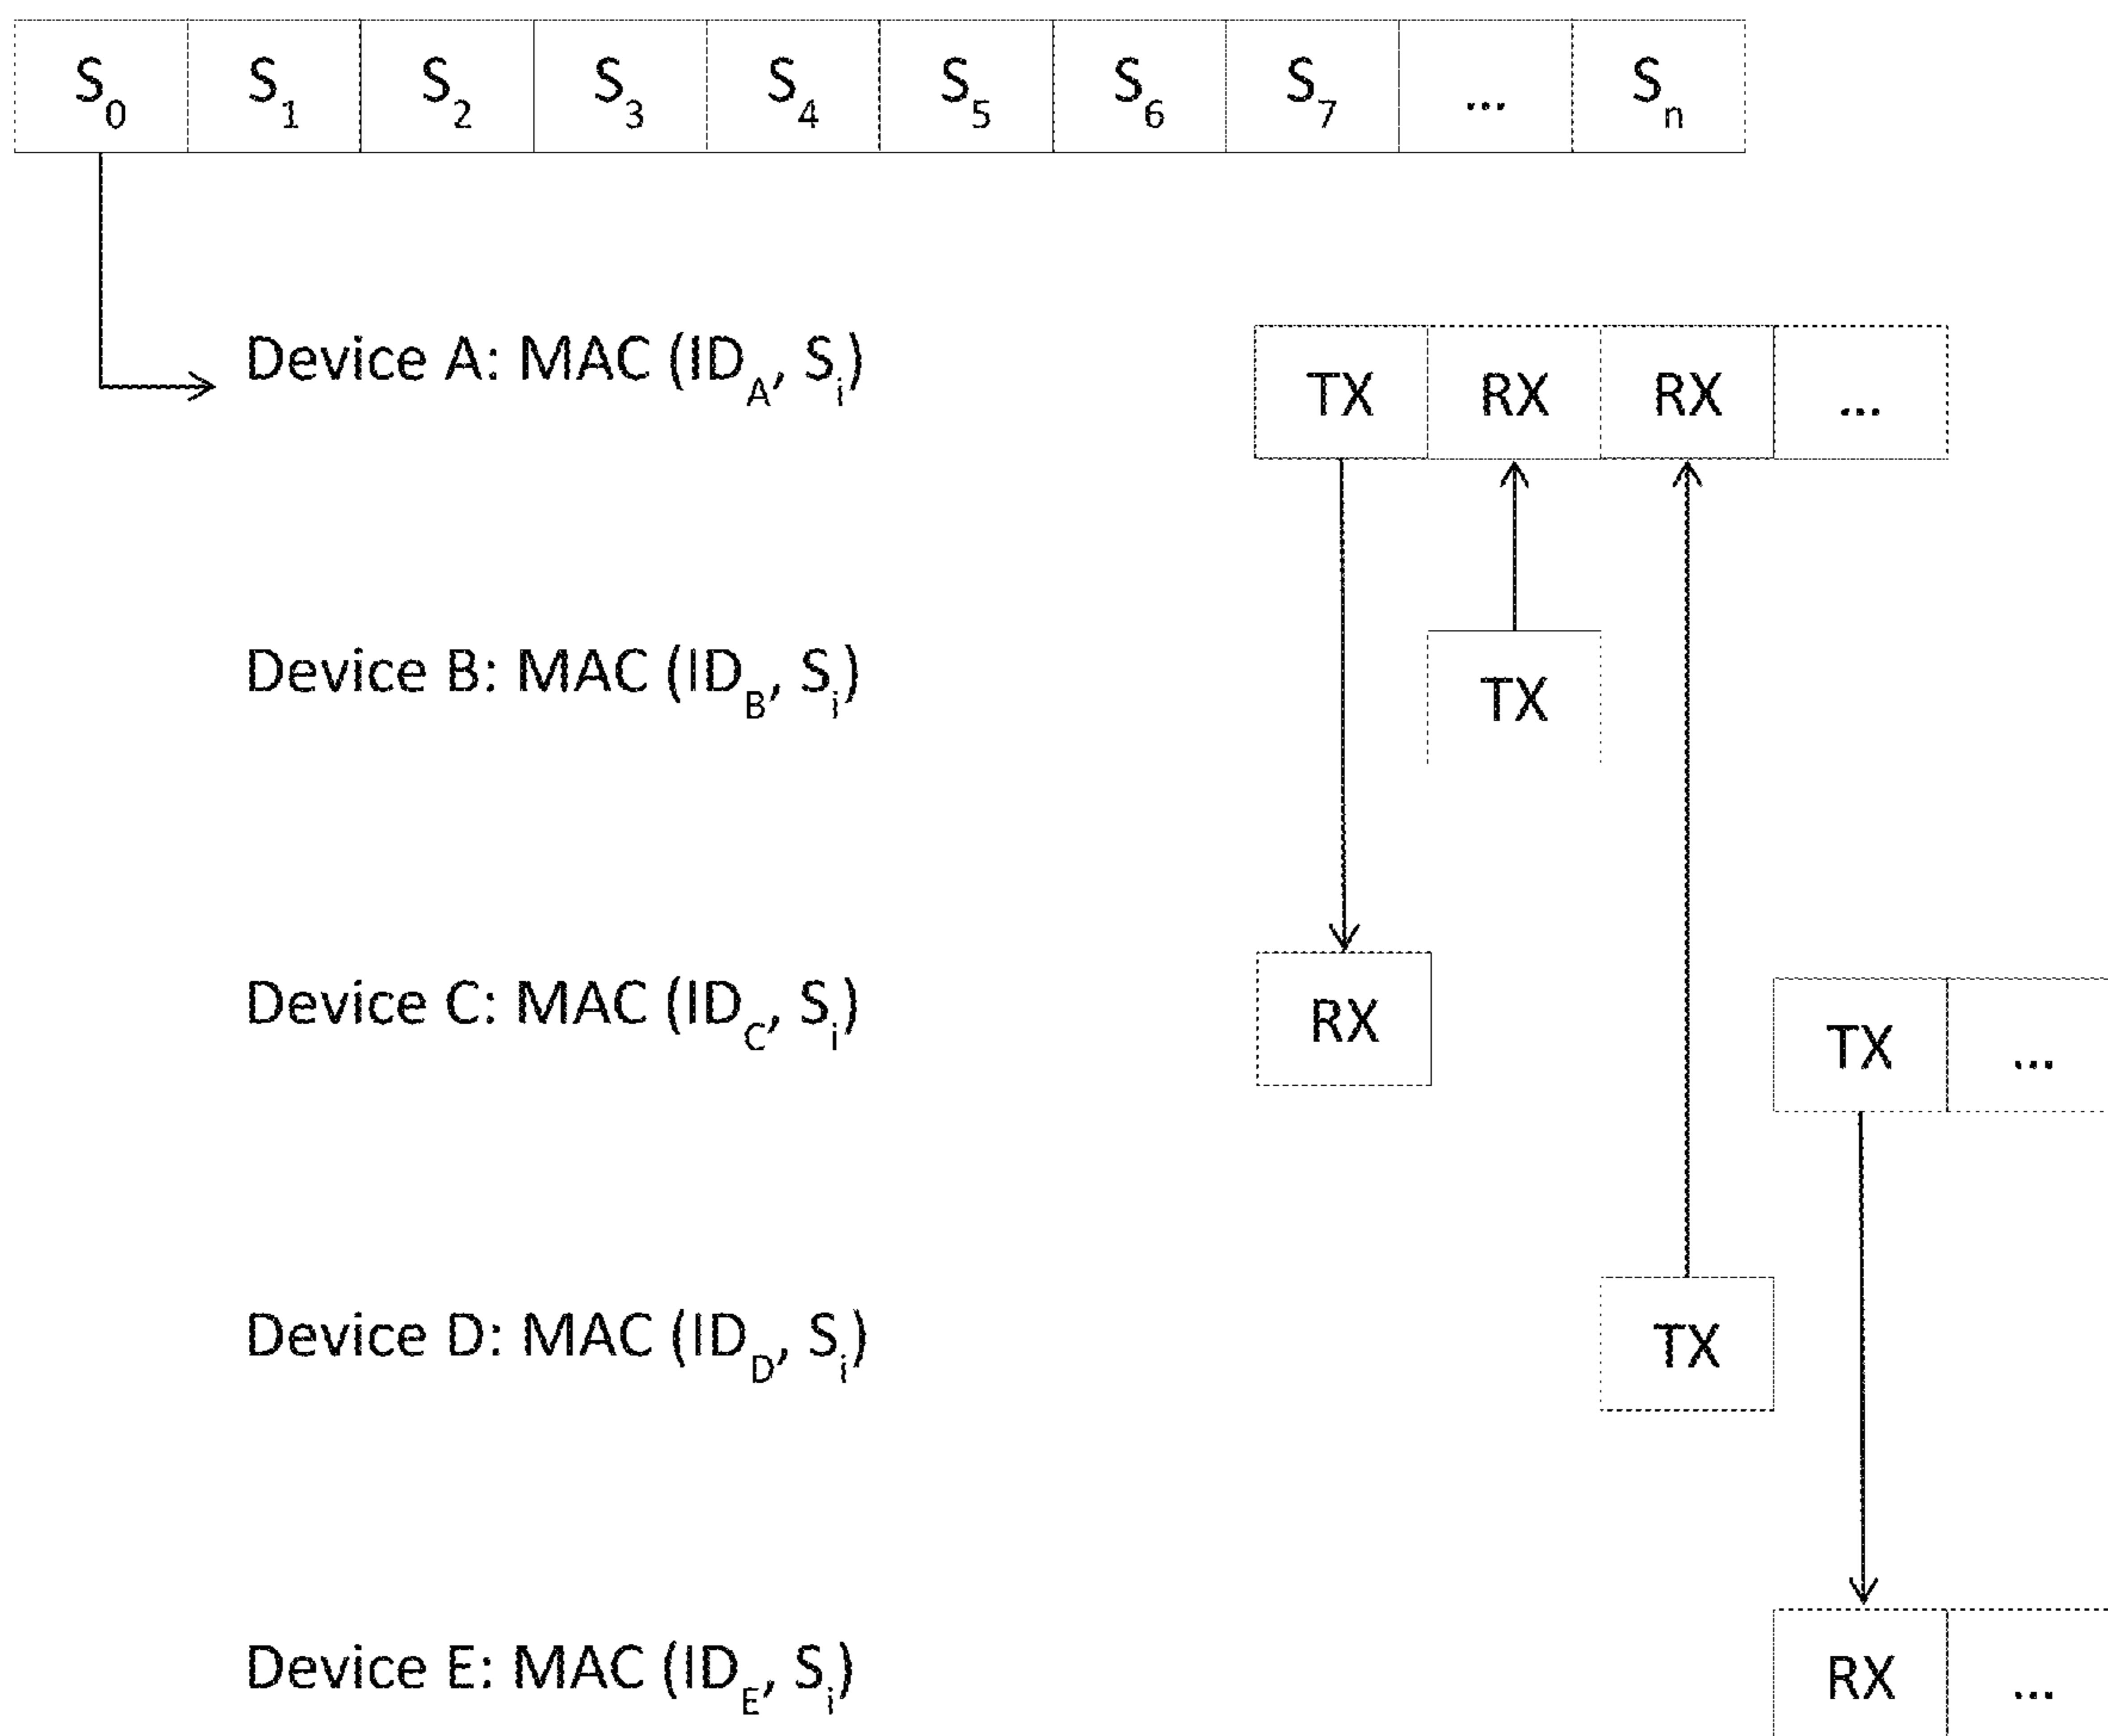 S0 S1 S2 S3 S4 S5 S6 S7 ... Sn
Device A: MAC (IDA, Si)
TX RX RX ...
Device B: MAC (IDB, Si)
TX
Device C: MAC (IDC, Si)
RX
TX ...
Device D: MAC (IDD, Si)
TX
Device E: MAC (IDE, Si)
RX ...